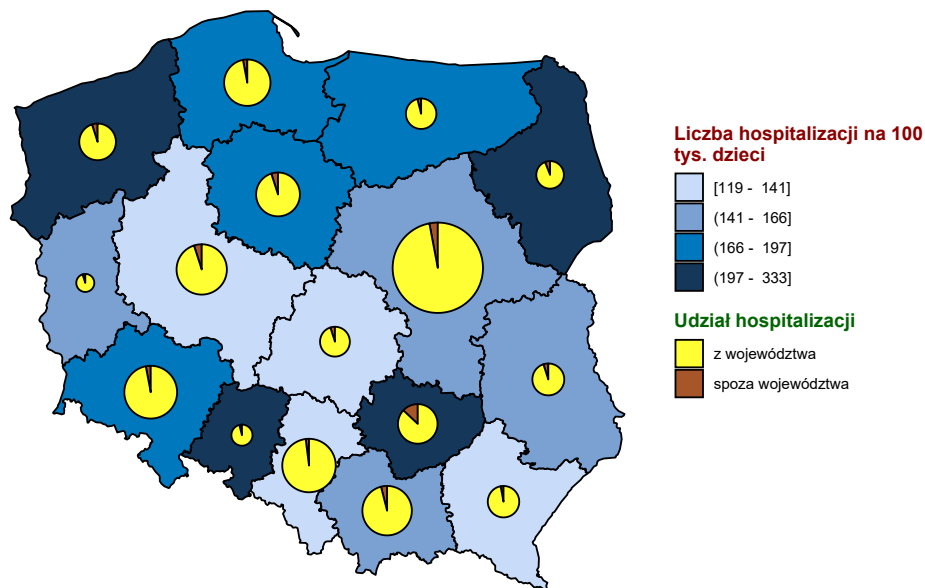 Liczba hospitalizacji na 100
tys. dzieci
[119 - 141]
(141 - 166]
(166 - 197]
(197 - 333]
Udział hospitalizacji
z województwa
spoza województwa